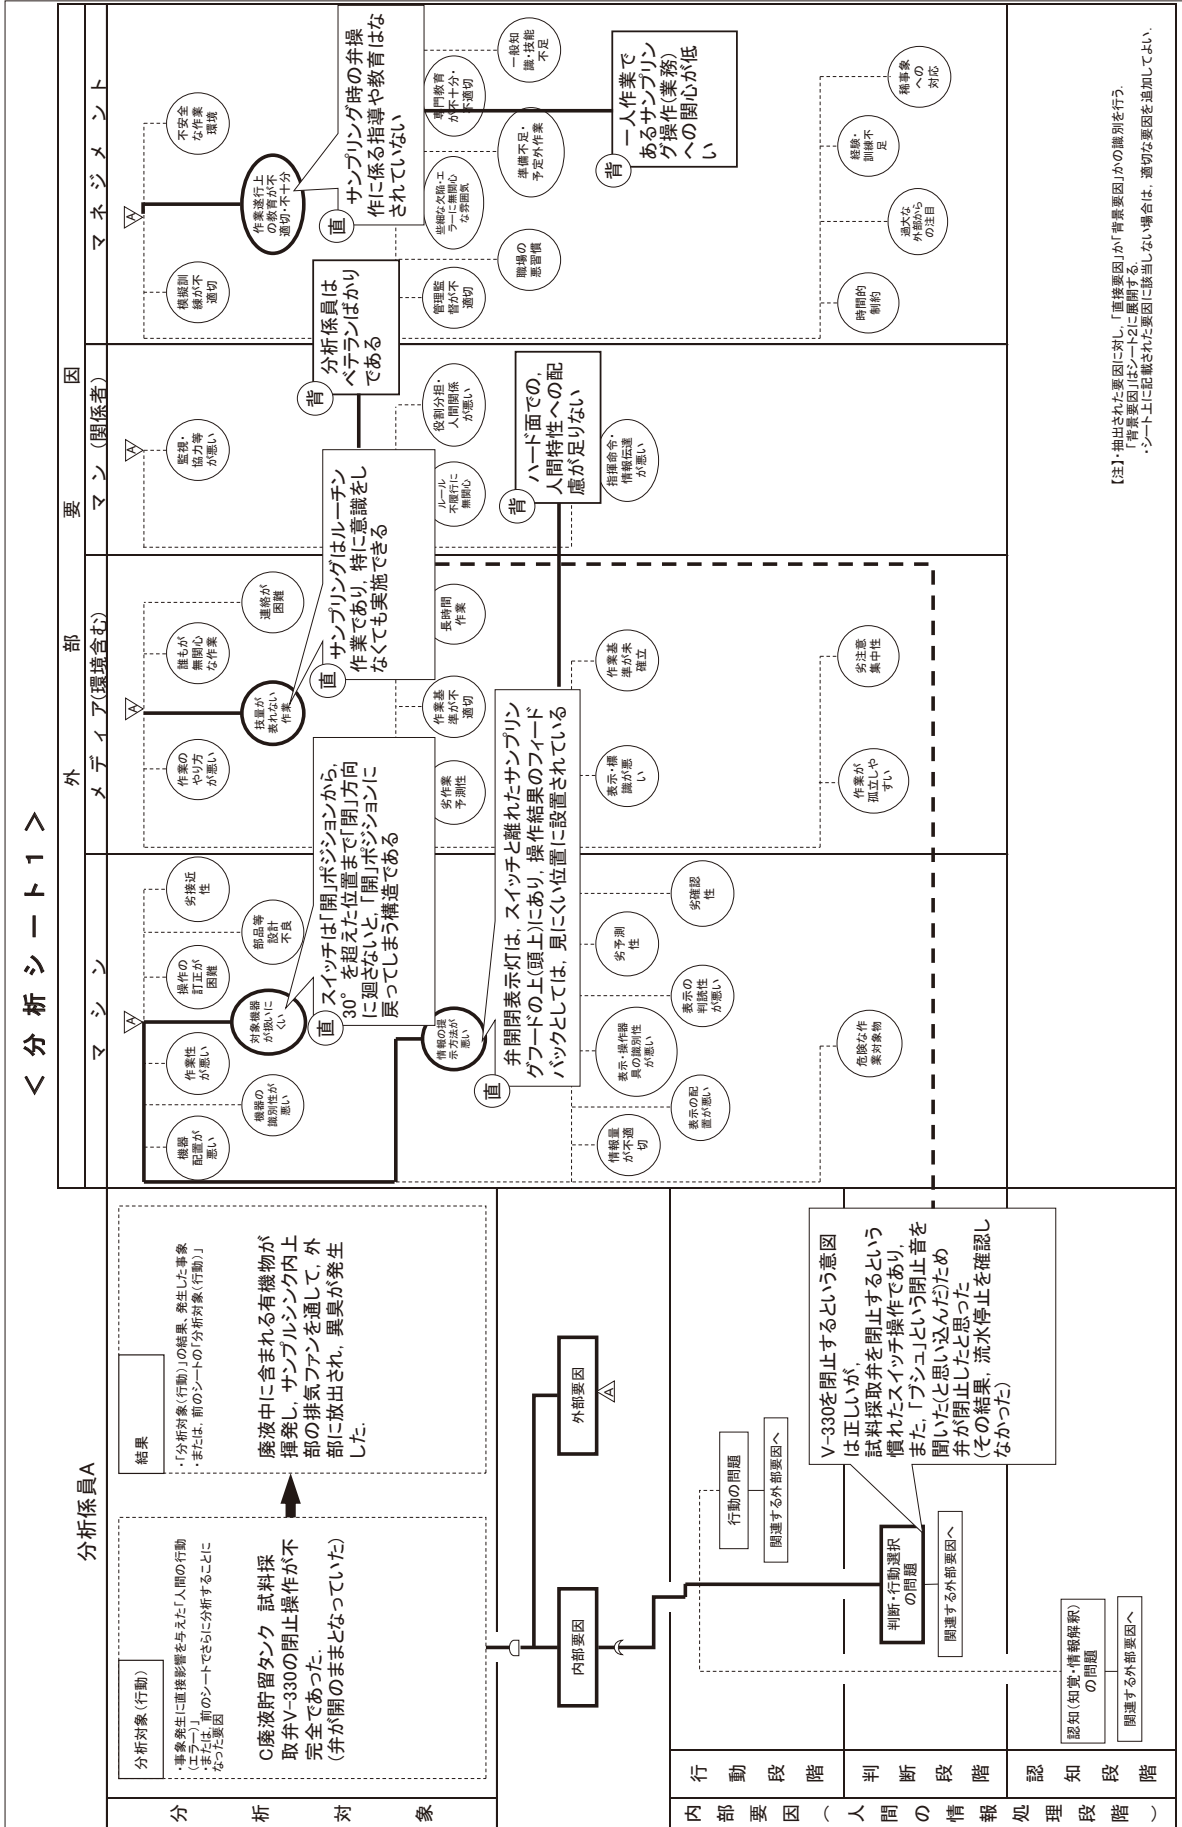 ＜分析シート1＞
分析係員A
分析対象
分析対象（行動）
・事象発生に直接影響を与えた「人間の行動
（エラー）」
・または、前のシートでさらに分析することに
なった要因
C廃液貯留タンク　試料採
取弁V-330の閉止操作が不
完全であった．
（弁が開のままとなっていた）
結果
・「分析対象（行動）」の結果、発生した事象
・または、前のシートの「分析対象（行動）」
廃液中に含まれる有機物が
揮発し，サンプルシンク内上
部の排気ファンを通して，外
部に放出され，異臭が発生
した．
内部要因
外部要因
A
内部要因（人間の情報処理段階）
行動段階
判断段階
認知段階
行動の問題
関連する外部要因へ
判断・行動選択
の問題
関連する外部要因へ
認知（知覚・情報解釈）
の問題
関連する外部要因へ
V-330を閉止するという意図
は正しいが，
試料採取弁を閉止するという
慣れたスイッチ操作であり，
また，「プシュ」という閉止音を
聞いた（と思い込んだ）ため
弁が閉止したと思った
（その結果，流水停止を確認し
なかった）
外部要因
マシン
A
機器
配置が
悪い
作業性
が悪い
操作の
訂正が
困難
劣接近
性
機器の
識別性が
悪い
対象機器
が扱いに
くい
部品等
設計
不良
直
スイッチは「開」ポジションから，
30°を超えた位置まで「閉」方向
に廻さないと，「開」ポジションに
戻ってしまう構造である
情報の提
示方法が
悪い
直
弁開閉表示灯は，スイッチと離れたサンプリン
グフードの上（頭上）にあり，操作結果のフィード
バックとしては，見にくい位置に設置されている
情報量
が不適
切
表示・操作器
具の識別性
が悪い
劣予測
性
表示の配
置が悪い
表示の
判読性
が悪い
劣確認
性
危険な作
業対象物
メディア（環境含む）
A
作業の
やり方
が悪い
誰もが
無関心
な作業
技量が
表れない
作業
連絡が
困難
直
サンプリングはルーチン
作業であり，特に意識をし
なくても実施できる
劣作業
予測性
作業基
準が不
適切
長時間
作業
表示・標
識が悪
い
作業基
準が未
確立
作業が
孤立しや
すい
劣注意
集中性
マン（関係者）
A
監視・
協力等
が悪い
背
分析係員は
ベテランばかり
である
ルール
不履行に
無関心
役割分担・
人間関係
が悪い
背
ハード面での，
人間特性への配
慮が足りない
指揮命令・
情報伝達
が悪い
マネジメント
A
模擬訓
練が不
適切
不安全
な作業
環境
作業遂行上
の教育が不
適切・不十分
直
サンプリング時の弁操
作に係る指導や教育はな
されていない
管理監
督が不
適切
些細な欠陥・エ
ラーに無関心
な雰囲気
専門教育
が不十分・
不適切
職場の
悪習慣
準備不足・
予定外作業
一般知
識・技能
不足
背
一人作業で
あるサンプリン
グ操作（業務）
への関心が低
い
時間的
制約
過大な
外部から
の注目
経験・
訓練不
足
稀事象
への
対応
【注】・抽出された要因に対し，「直接要因」か「背景要因」かの識別を行う．
「背景要因」はシート2に展開する．
・シート上に記載された要因に該当しない場合は，適切な要因を追加してよい．